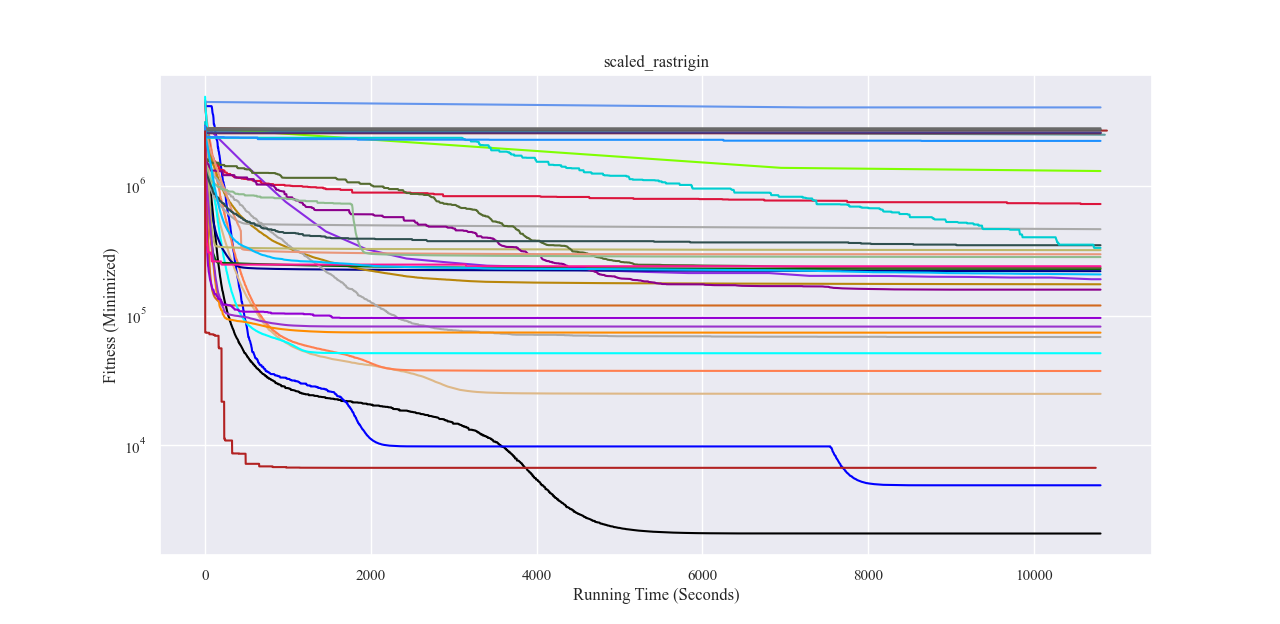 scaled_rastrigin
Fitness (Minimized)
10^6
10^5
10^4
0 2000 4000 6000 8000 10000
Running Time (Seconds)